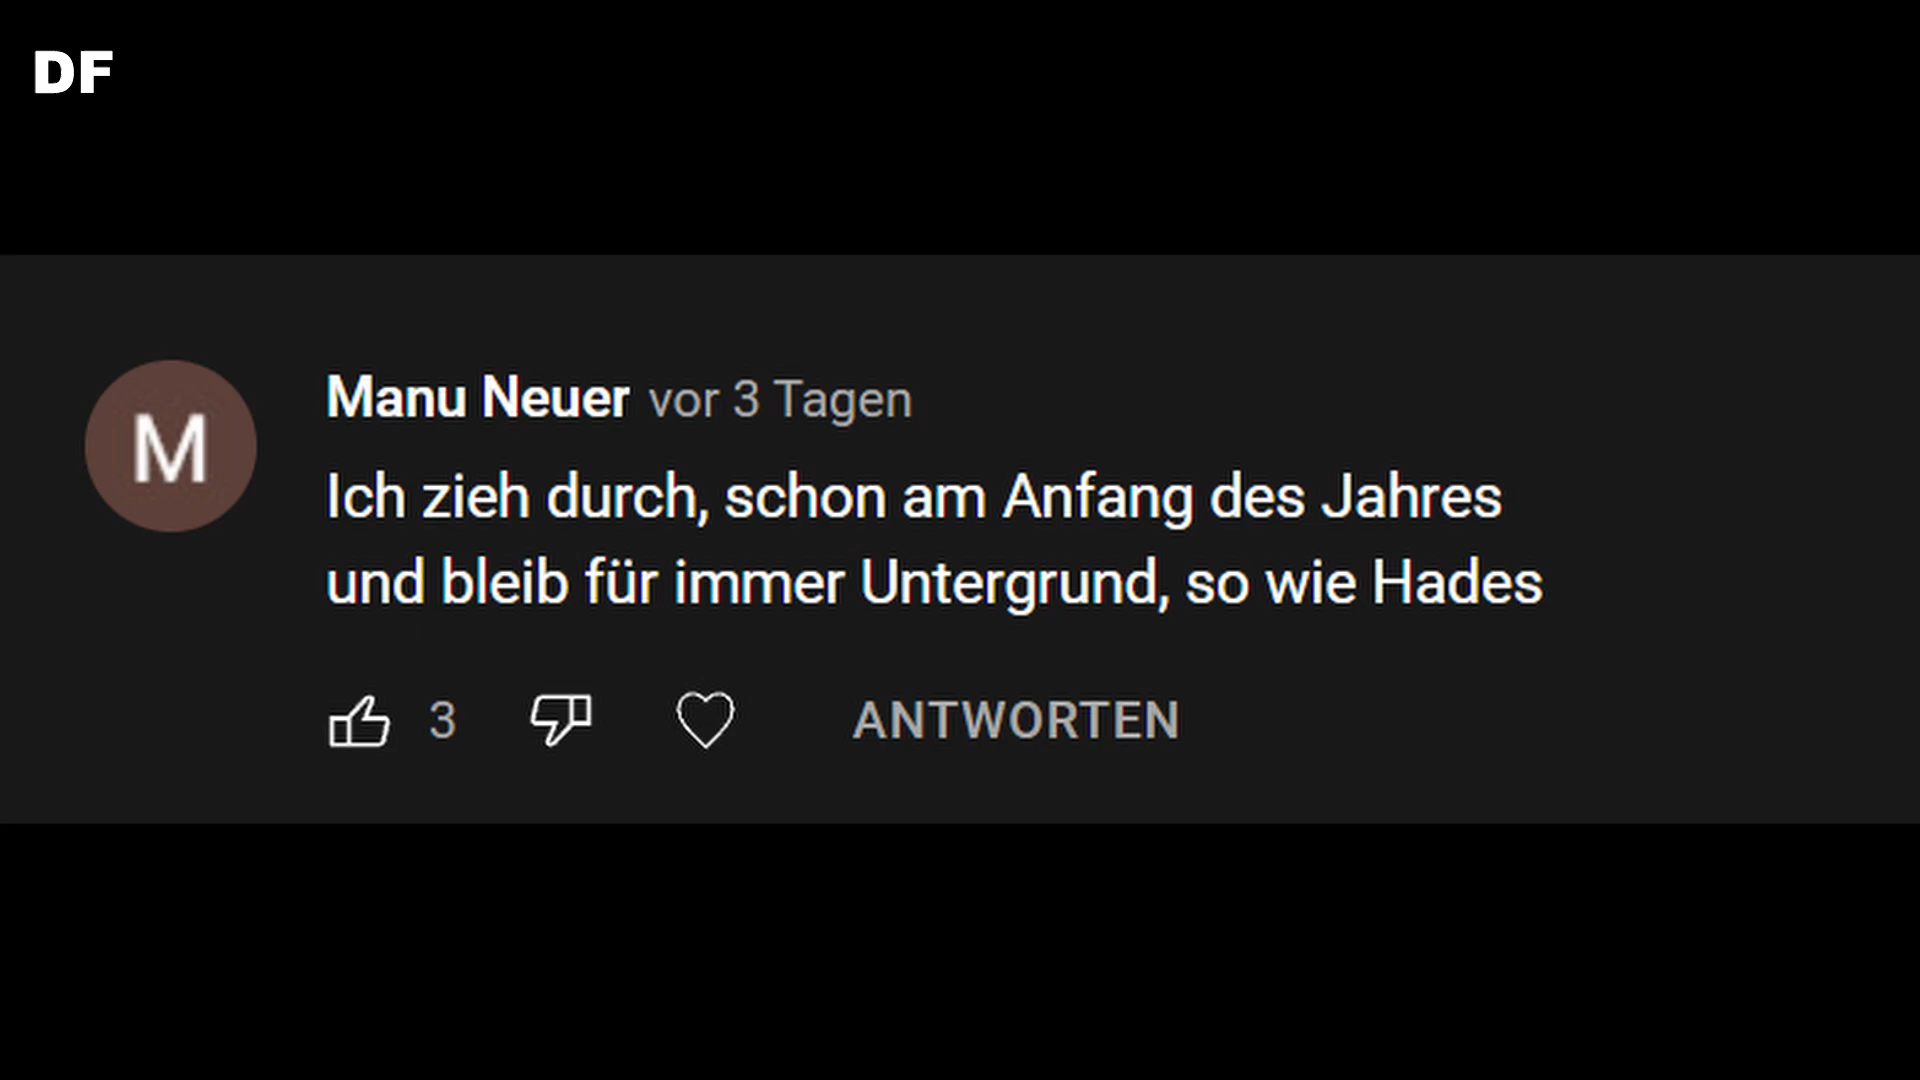 DF
M
Manu Neuer vor 3 Tagen
Ich zieh durch, schon am Anfang des Jahres
und bleib für immer Untergrund, so wie Hades
3 ANTWORTEN